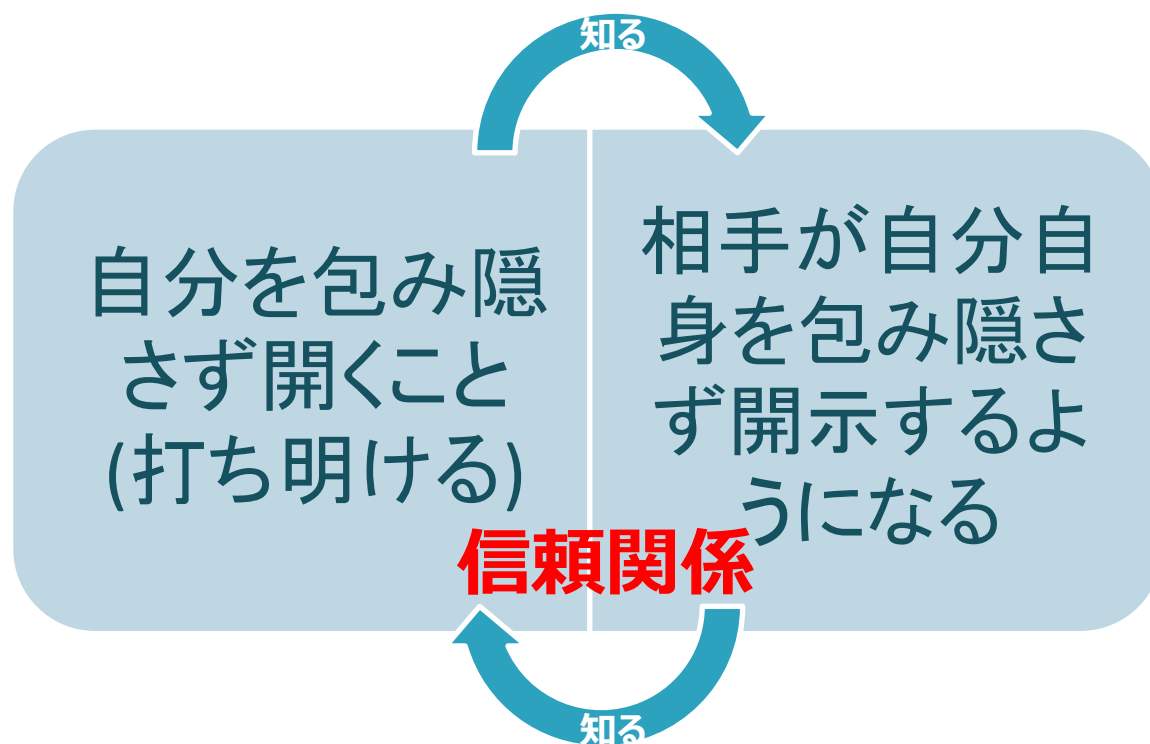 知る
自分を包み隠
さず開くこと
(打ち明ける)
相手が自分自
身を包み隠さ
ず開示するよ
うになる
信頼関係
知る